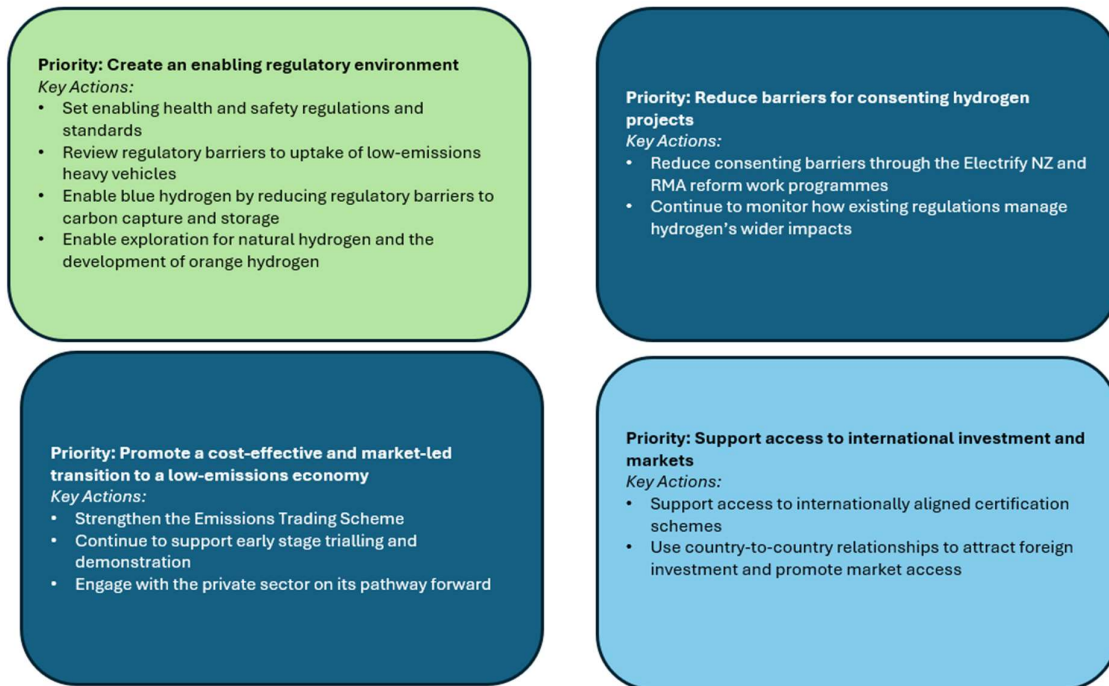 Priority: Create an enabling regulatory environment
Key Actions:
• Set enabling health and safety regulations and
standards
• Review regulatory barriers to uptake of low-emissions
heavy vehicles
• Enable blue hydrogen by reducing regulatory barriers to
carbon capture and storage
• Enable exploration for natural hydrogen and the
development of orange hydrogen
Priority: Reduce barriers for consenting hydrogen
projects
Key Actions:
• Reduce consenting barriers through the Electrify NZ and
RMA reform work programmes
• Continue to monitor how existing regulations manage
hydrogen’s wider impacts
Priority: Promote a cost-effective and market-led
transition to a low-emissions economy
Key Actions:
• Strengthen the Emissions Trading Scheme
• Continue to support early stage trialling and
demonstration
• Engage with the private sector on its pathway forward
Priority: Support access to international investment and
markets
Key Actions:
• Support access to internationally aligned certification
schemes
• Use country-to-country relationships to attract foreign
investment and promote market access